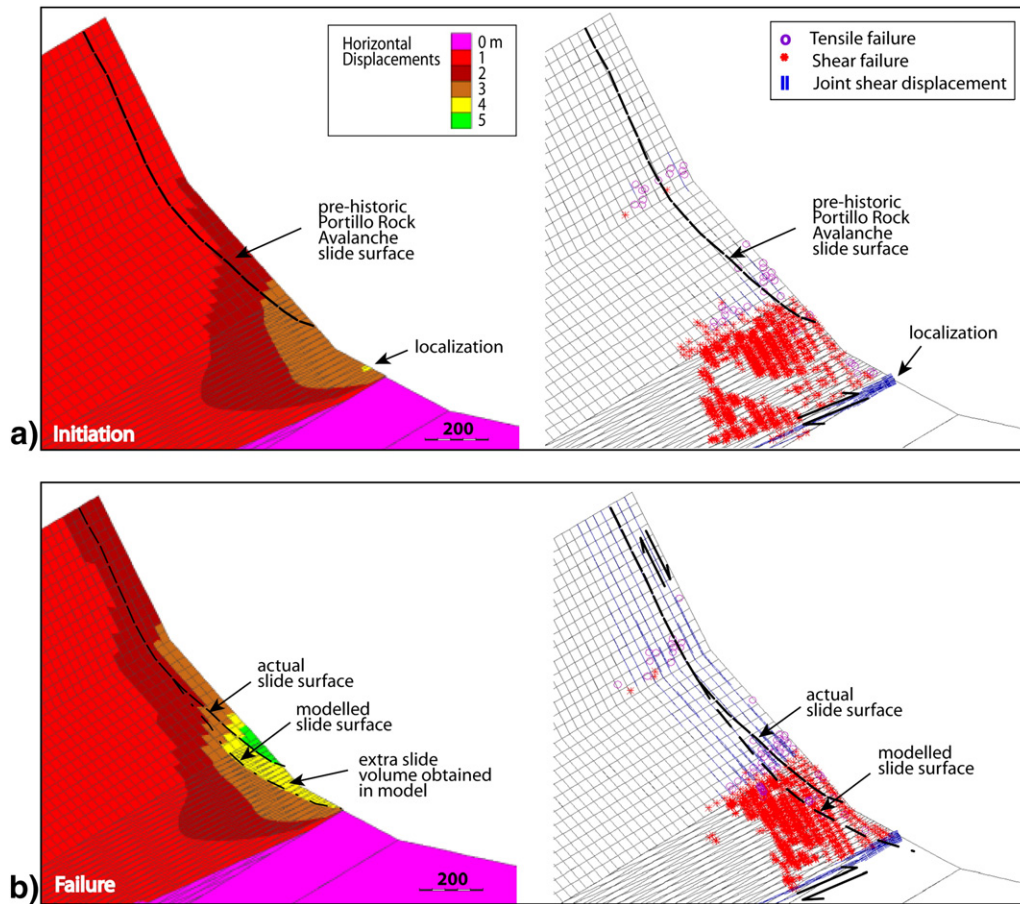 Horizontal
Displacements
0 m
1
2
3
4
5
pre-historic
Portillo Rock
Avalanche
slide surface
localization
200
a)
Initiation
Tensile failure
Shear failure
Joint shear displacement
pre-historic
Portillo Rock
Avalanche
slide surface
localization
actual
slide surface
modelled
slide surface
extra slide
volume obtained
in model
200
b)
Failure
actual
slide surface
modelled
slide surface